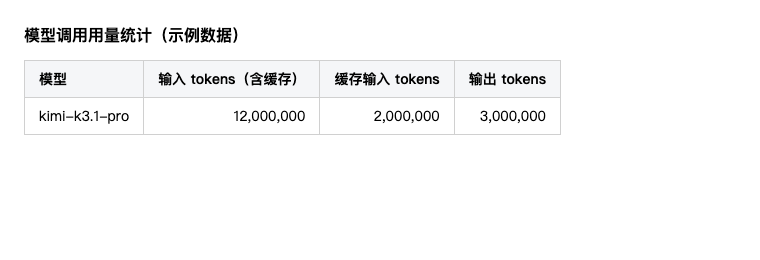 模型调用用量统计（示例数据）
模型 输入 tokens（含缓存） 缓存输入 tokens 输出 tokens
kimi-k3.1-pro 12,000,000 2,000,000 3,000,000